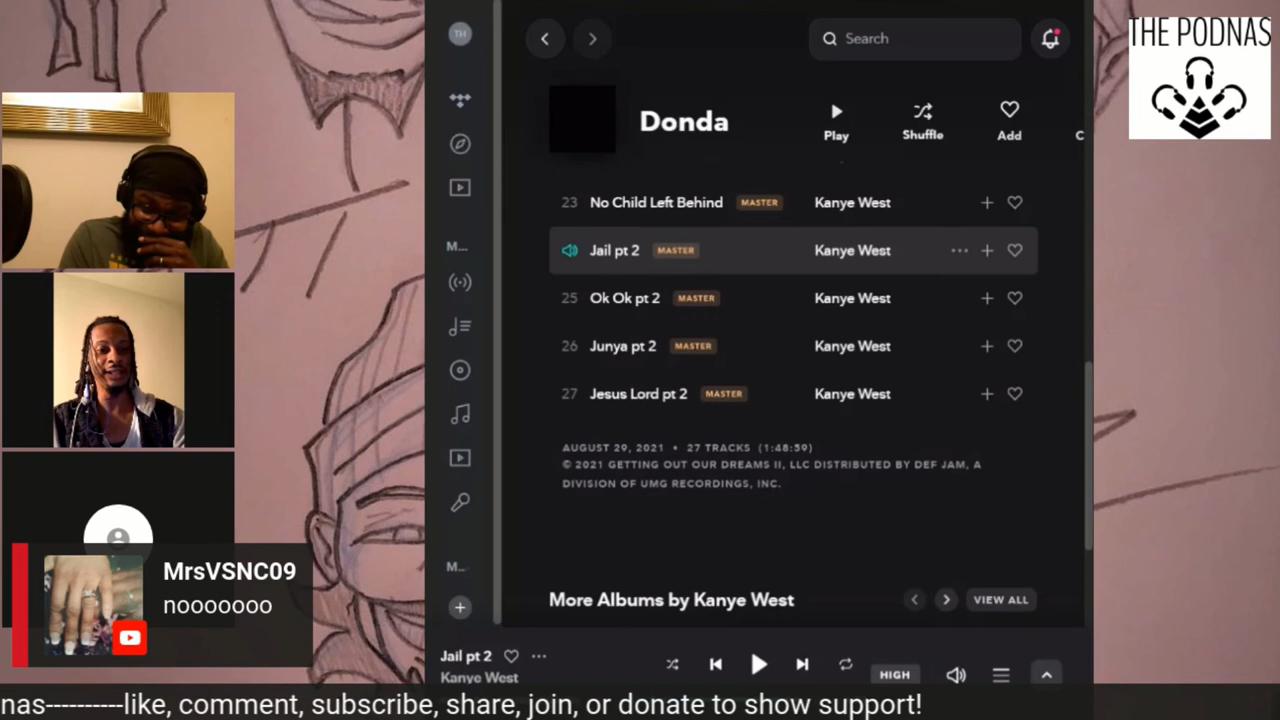 TH
Search
THE PODNAS
Donda
Play
Shuffle
Add
C
23 No Child Left Behind MASTER Kanye West
M...
Jail pt 2 MASTER Kanye West
25 Ok Ok pt 2 MASTER Kanye West
26 Junya pt 2 MASTER Kanye West
27 Jesus Lord pt 2 MASTER Kanye West
AUGUST 29, 2021 • 27 TRACKS (1:48:59)
© 2021 GETTING OUT OUR DREAMS II, LLC DISTRIBUTED BY DEF JAM, A
DIVISION OF UMG RECORDINGS, INC.
M...
MrsVSNC09
nooooooo
More Albums by Kanye West
VIEW ALL
Jail pt 2
Kanye West
HIGH
nas----------like, comment, subscribe, share, join, or donate to show support!